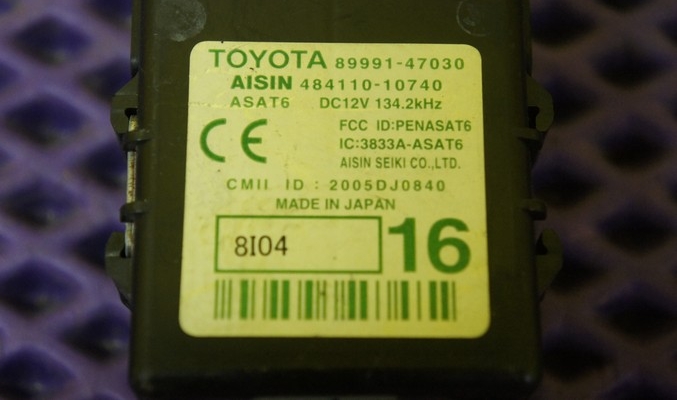 TOYOTA 89991-47030
AISIN 484110-10740
ASAT6 DC12V 134.2kHz
CE FCC ID:PENASAT6
IC:3833A-ASAT6
AISIN SEIKI CO.,LTD.
CMII ID : 2005DJ0840
MADE IN JAPAN
8I04 16